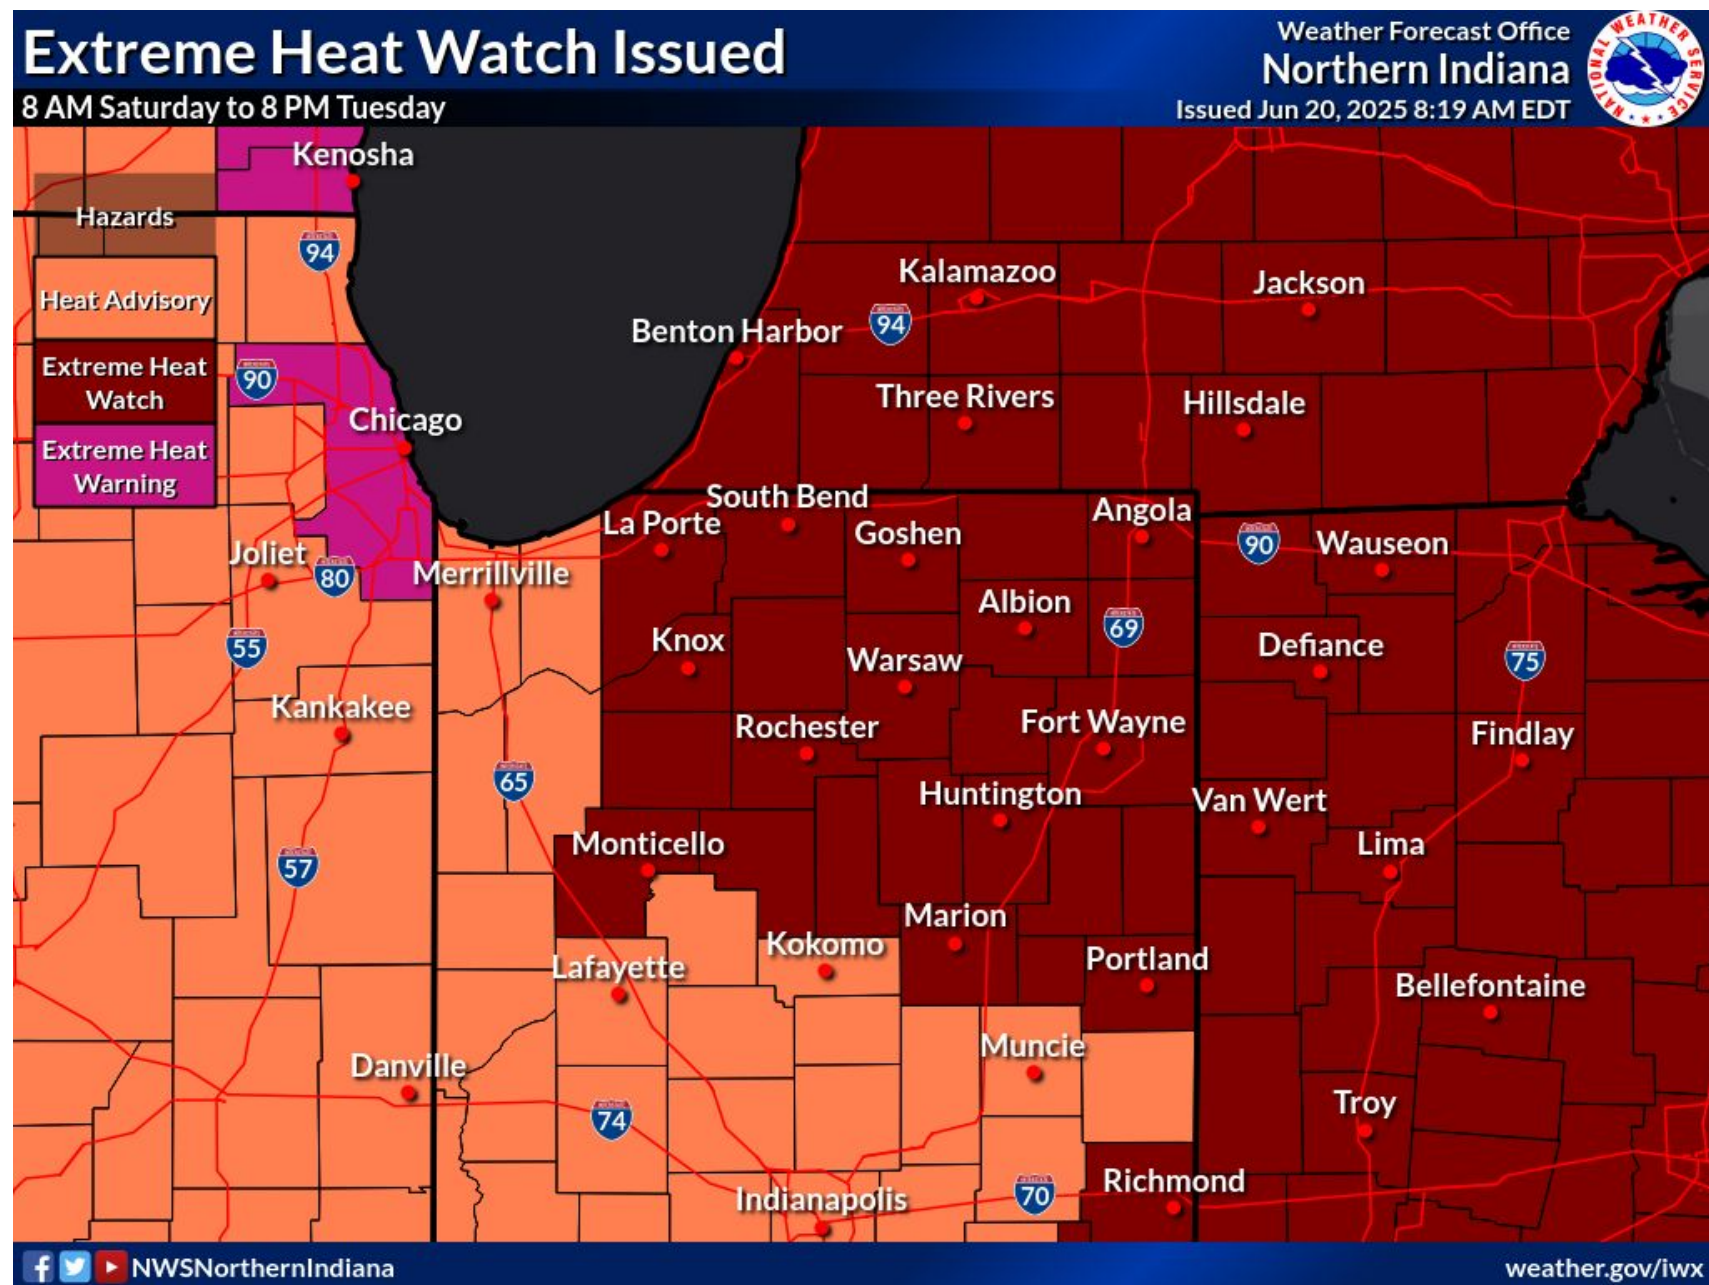 Extreme Heat Watch Issued
8 AM Saturday to 8 PM Tuesday
Weather Forecast Office
Northern Indiana
Issued Jun 20, 2025 8:19 AM EDT
NATIONAL WEATHER SERVICE
Kenosha
Hazards
94
Heat Advisory
Kalamazoo
Jackson
Benton Harbor
94
Extreme Heat
Watch
90
Three Rivers
Hillsdale
Chicago
Extreme Heat
Warning
South Bend
La Porte
Goshen
Angola
90
Wauseon
Joliet
80
Merrillville
Albion
69
55
Knox
Warsaw
Defiance
75
Kankakee
Rochester
Fort Wayne
Findlay
65
Huntington
Van Wert
Monticello
Lima
57
Marion
Kokomo
Portland
Lafayette
Bellefontaine
Muncie
Danville
74
Troy
Richmond
70
Indianapolis
NWSNorthernIndiana
weather.gov/iwx